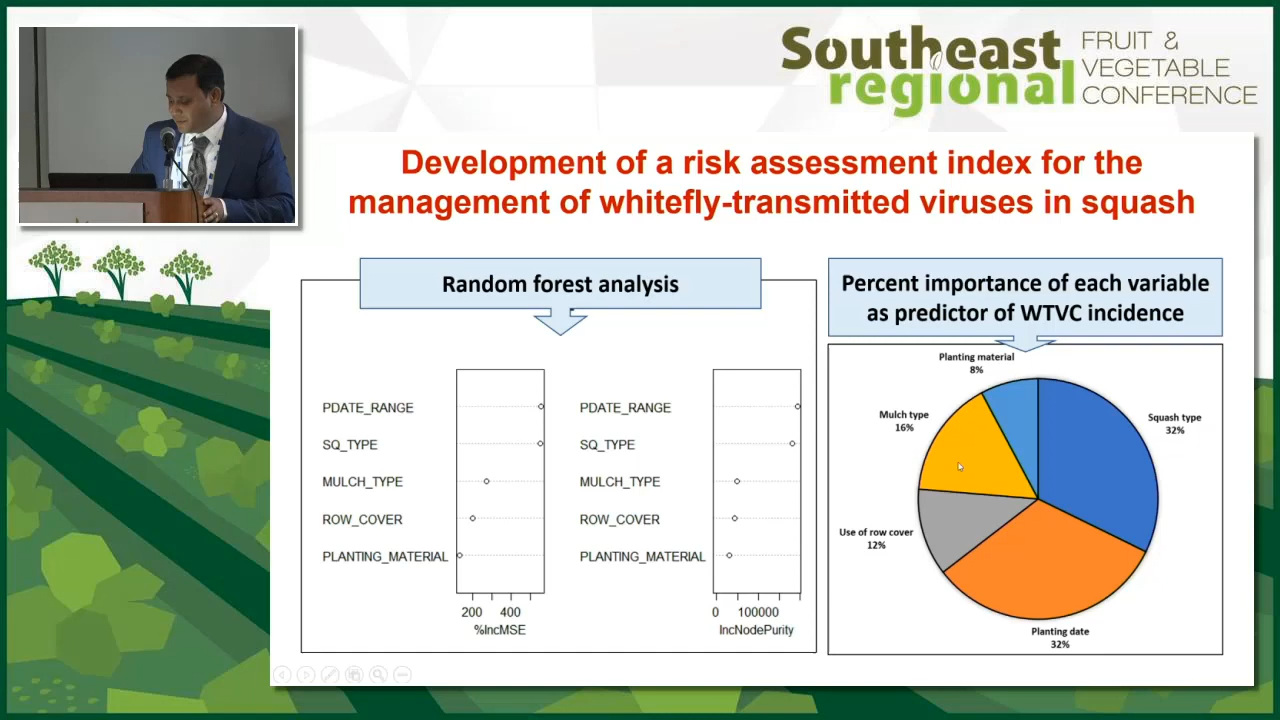 Southeast
regional
FRUIT &
VEGETABLE
CONFERENCE
Development of a risk assessment index for the
management of whitefly-transmitted viruses in squash
Random forest analysis
PDATE_RANGE
SQ_TYPE
MULCH_TYPE
ROW_COVER
PLANTING_MATERIAL
200 400
%IncMSE
PDATE_RANGE
SQ_TYPE
MULCH_TYPE
ROW_COVER
PLANTING_MATERIAL
0 100000
IncNodePurity
Percent importance of each variable
as predictor of WTVC incidence
Planting material
8%
Mulch type
16%
Squash type
32%
Use of row cover
12%
Planting date
32%